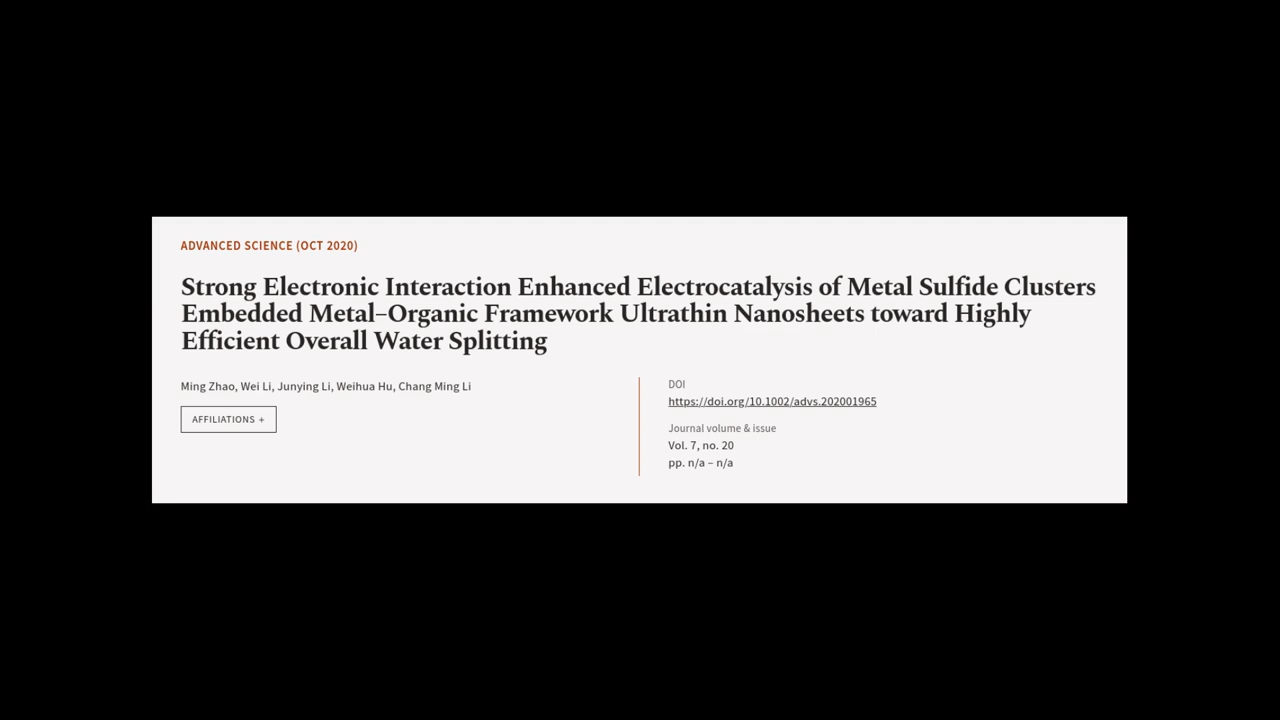 ADVANCED SCIENCE (OCT 2020)
Strong Electronic Interaction Enhanced Electrocatalysis of Metal Sulfide Clusters
Embedded Metal–Organic Framework Ultrathin Nanosheets toward Highly
Efficient Overall Water Splitting
Ming Zhao, Wei Li, Junying Li, Weihua Hu, Chang Ming Li
AFFILIATIONS +
DOI
https://doi.org/10.1002/advs.202001965
Journal volume & issue
Vol. 7, no. 20
pp. n/a – n/a